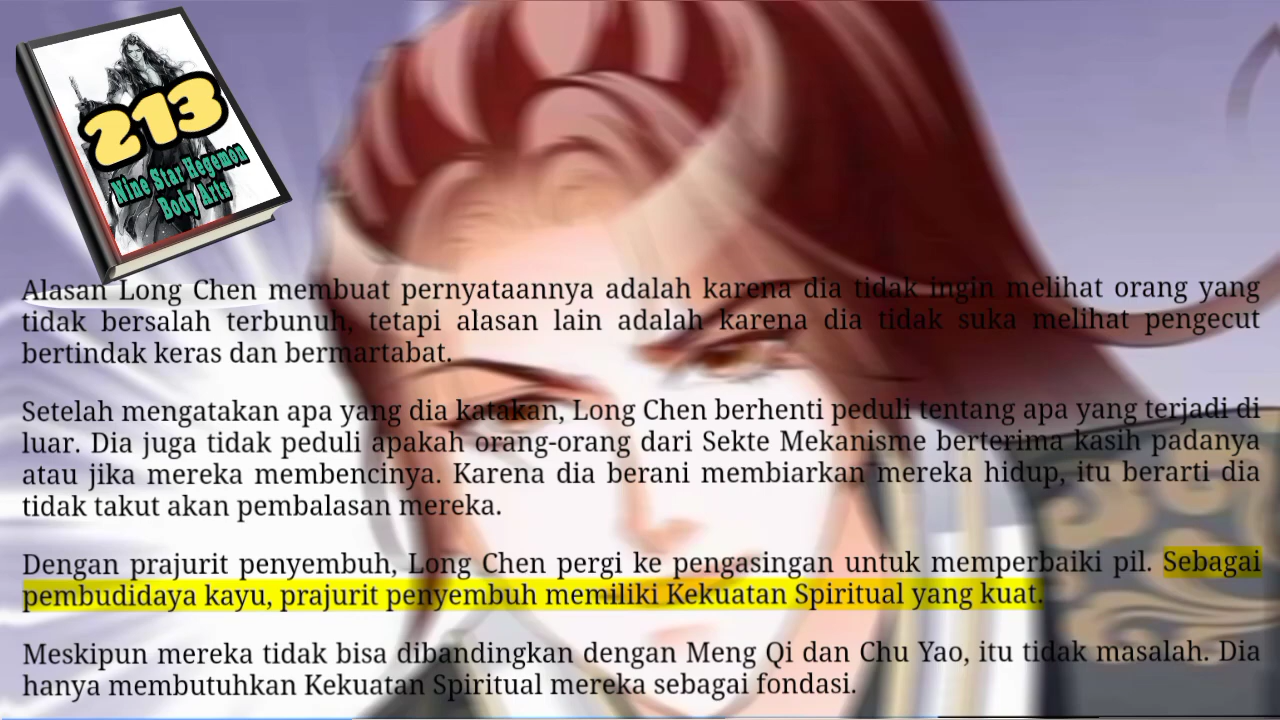 213
Nine Star Hegemon
Body Arts
Alasan Long Chen membuat pernyataannya adalah karena dia tidak ingin melihat orang yang
tidak bersalah terbunuh, tetapi alasan lain adalah karena dia tidak suka melihat pengecut
bertindak keras dan bermartabat.
Setelah mengatakan apa yang dia katakan, Long Chen berhenti peduli tentang apa yang terjadi di
luar. Dia juga tidak peduli apakah orang-orang dari Sekte Mekanisme berterima kasih padanya
atau jika mereka membencinya. Karena dia berani membiarkan mereka hidup, itu berarti dia
tidak takut akan pembalasan mereka.
Dengan prajurit penyembuh, Long Chen pergi ke pengasingan untuk memperbaiki pil. Sebagai
pembudidaya kayu, prajurit penyembuh memiliki Kekuatan Spiritual yang kuat.
Meskipun mereka tidak bisa dibandingkan dengan Meng Qi dan Chu Yao, itu tidak masalah. Dia
hanya membutuhkan Kekuatan Spiritual mereka sebagai fondasi.